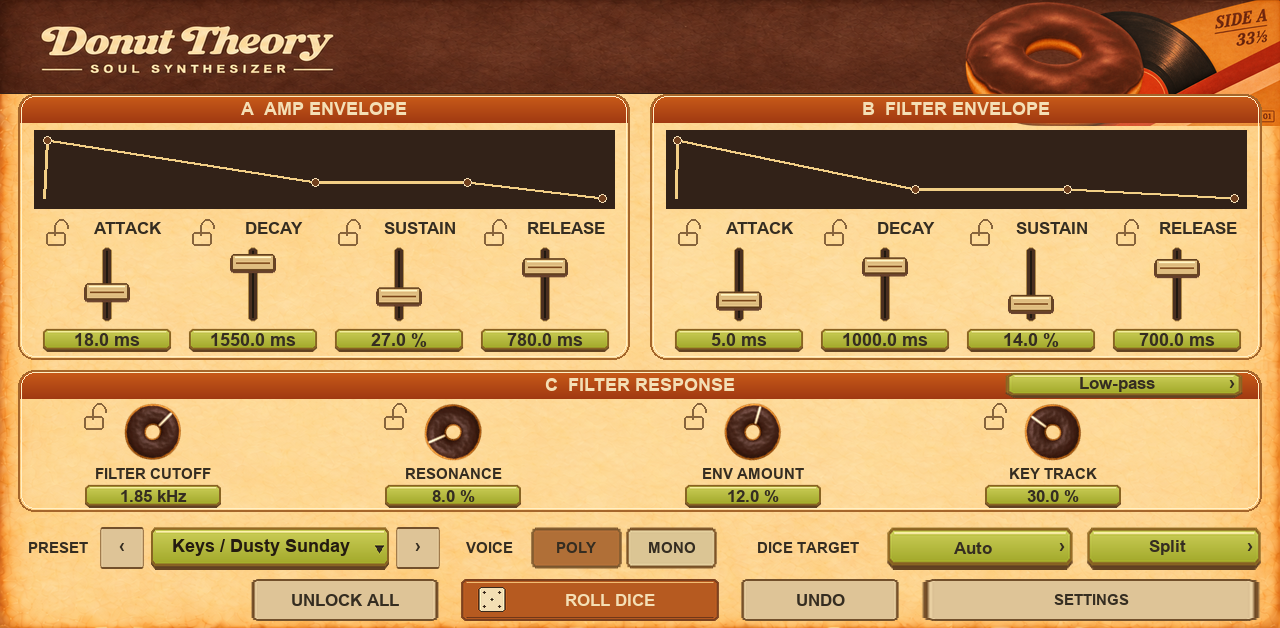 Donut Theory
SOUL SYNTHESIZER
SIDE A
33⅓
01
A AMP ENVELOPE
B FILTER ENVELOPE
ATTACK DECAY SUSTAIN RELEASE
ATTACK DECAY SUSTAIN RELEASE
18.0 ms 1550.0 ms 27.0 % 780.0 ms
5.0 ms 1000.0 ms 14.0 % 700.0 ms
C FILTER RESPONSE
Low-pass ›
FILTER CUTOFF RESONANCE ENV AMOUNT KEY TRACK
1.85 kHz 8.0 % 12.0 % 30.0 %
PRESET ‹ Keys / Dusty Sunday ▼ › VOICE POLY MONO DICE TARGET Auto › Split ›
UNLOCK ALL ROLL DICE UNDO SETTINGS